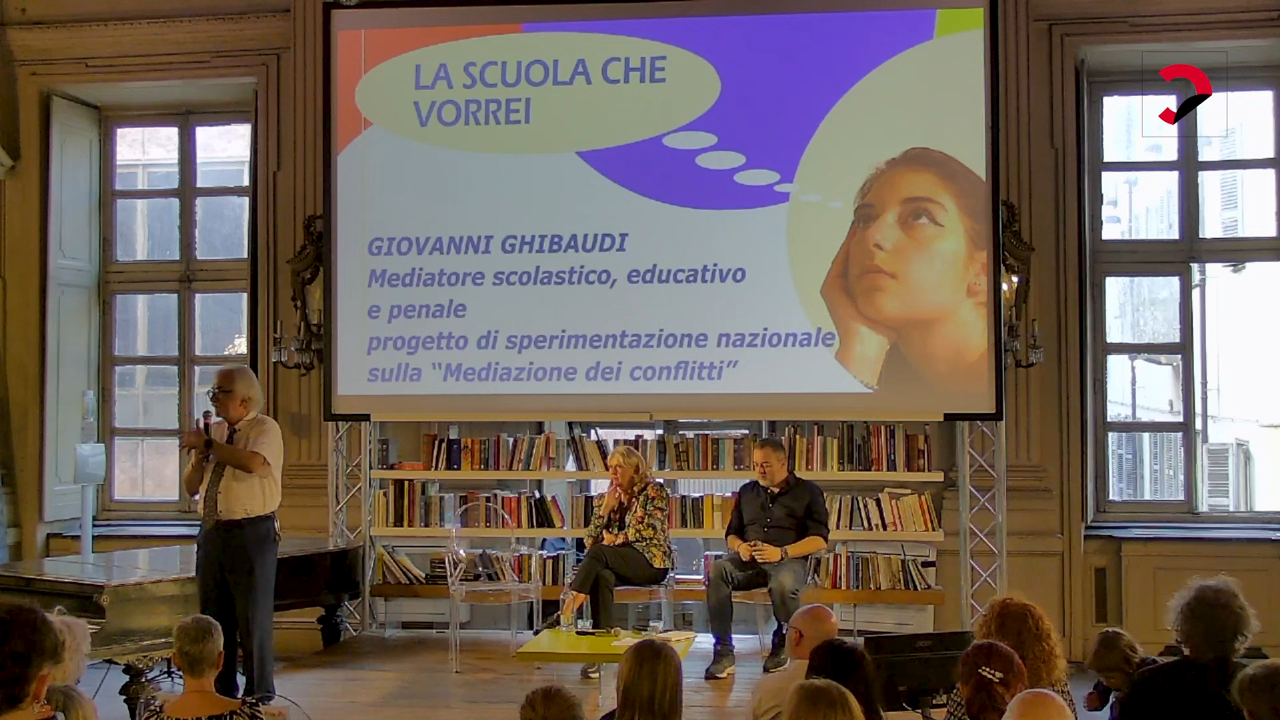 LA SCUOLA CHE
VORREI
GIOVANNI GHIBAUDI
Mediatore scolastico, educativo
e penale
progetto di sperimentazione nazionale
sulla “Mediazione dei conflitti”